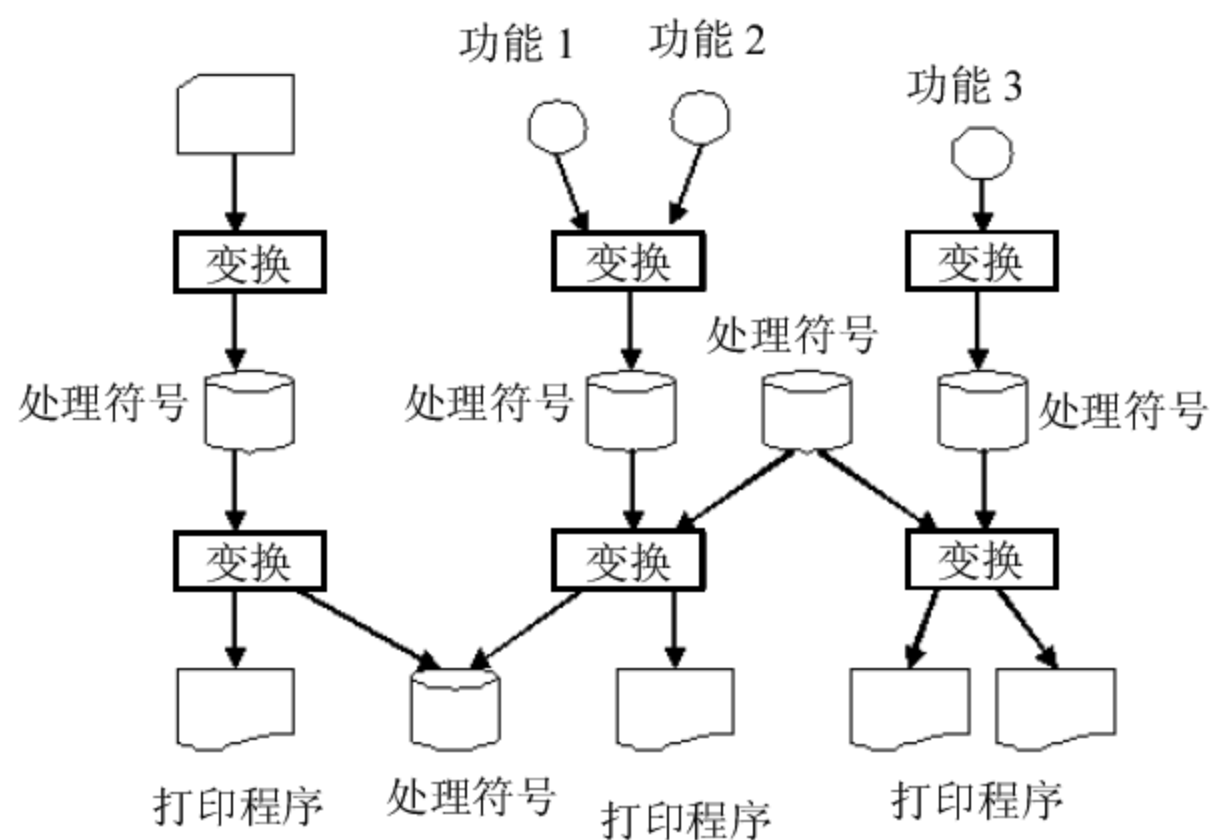 功能 1
功能 2
功能 3
变换
变换
变换
处理符号
处理符号
处理符号
处理符号
变换
变换
变换
打印程序
处理符号
打印程序
打印程序